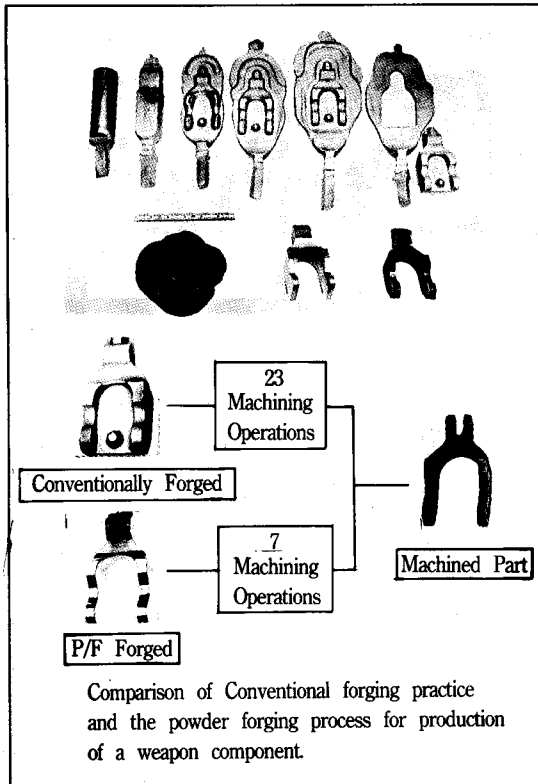 23
Machining
Operations
Conventionally Forged
7
Machining
Operations
Machined Part
P/F Forged
Comparison of Conventional forging practice
and the powder forging process for production
of a weapon component.